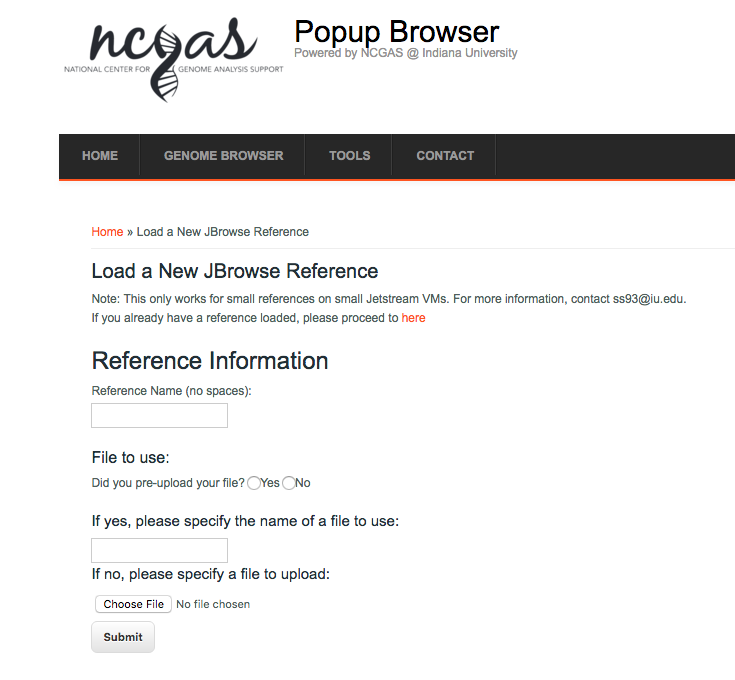 ncgas
NATIONAL CENTER FOR GENOME ANALYSIS SUPPORT
Popup Browser
Powered by NCGAS @ Indiana University
HOME GENOME BROWSER TOOLS CONTACT
Home » Load a New JBrowse Reference
Load a New JBrowse Reference
Note: This only works for small references on small Jetstream VMs. For more information, contact ss93@iu.edu.
If you already have a reference loaded, please proceed to here
Reference Information
Reference Name (no spaces):
File to use:
Did you pre-upload your file? Yes No
If yes, please specify the name of a file to use:
If no, please specify a file to upload:
Choose File No file chosen
Submit